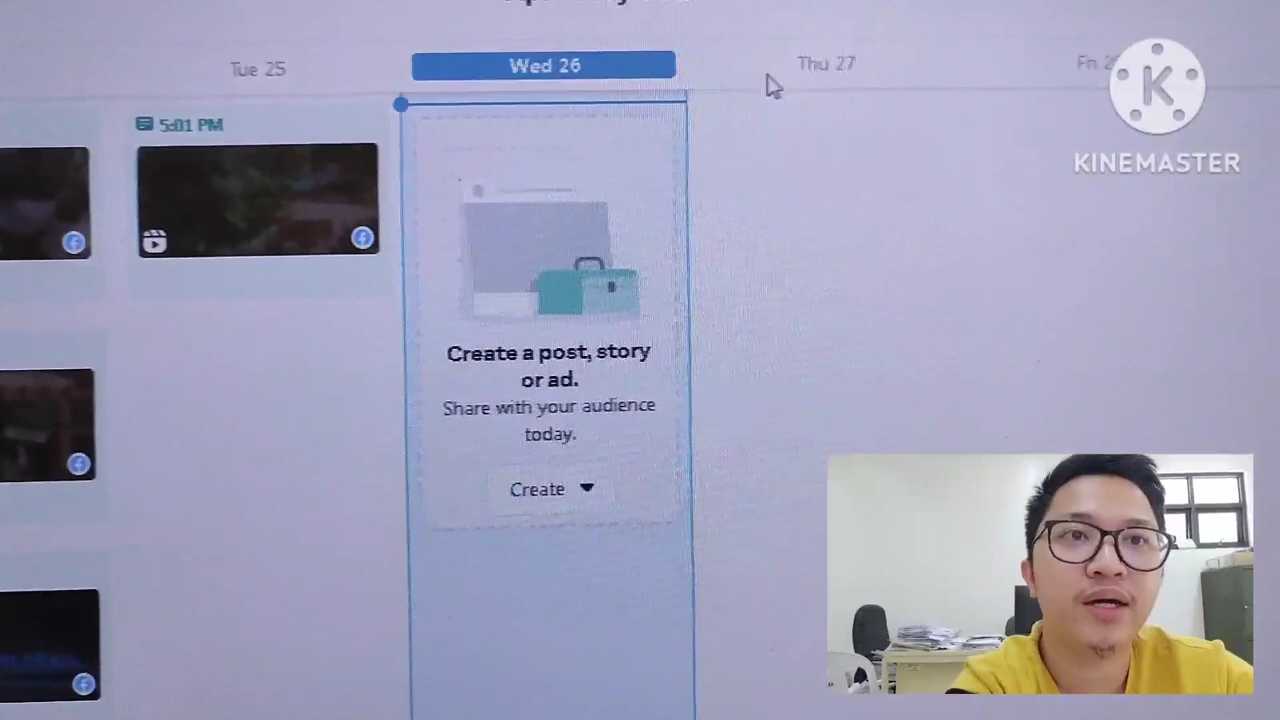 Tue 25
Wed 26
Thu 27
K
KINEMASTER
5:01 PM
Create a post, story
or ad.
Share with your audience
today.
Create